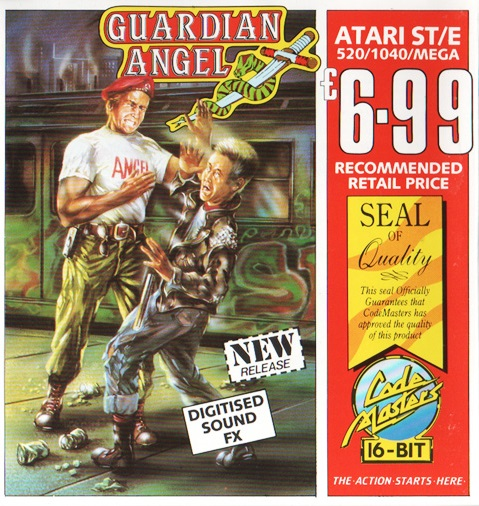 GUARDIAN
ANGEL
ANGEL
NEW
RELEASE
DIGITISED
SOUND
FX
ATARI ST/E
520/1040/MEGA
£6·99
RECOMMENDED
RETAIL PRICE
SEAL
OF
Quality
This seal Officially
Guarantees that
CodeMasters has
approved the quality
of this product
Code
Masters
16-BIT
THE·ACTION·STARTS·HERE·